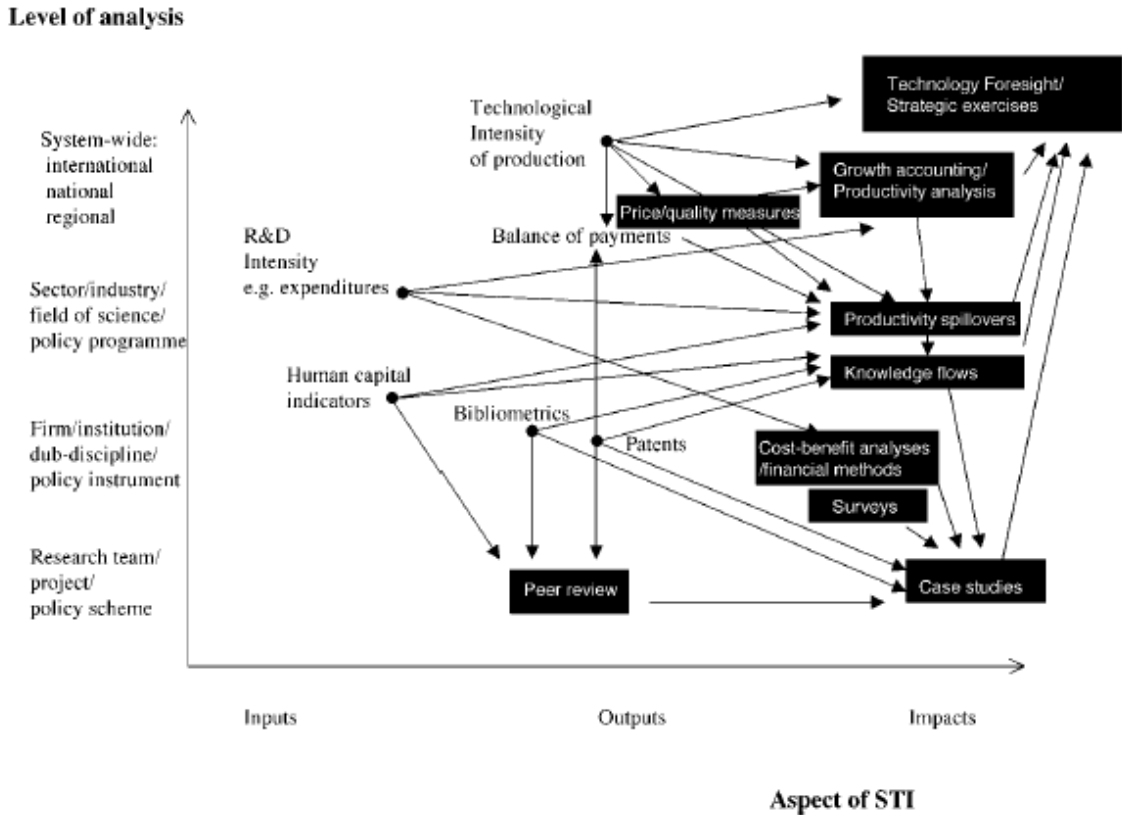 Level of analysis
Technology Foresight/
Strategic exercises
Technological
Intensity
of production
System-wide:
international
national
regional
Growth accounting/
Productivity analysis
Price/quality measures
Balance of payments
R&D
Intensity
e.g. expenditures
Sector/industry/
field of science/
policy programme
Productivity spillovers
Knowledge flows
Human capital
indicators
Bibliometrics
Patents
Firm/institution/
dub-discipline/
policy instrument
Cost-benefit analyses
/financial methods
Surveys
Research team/
project/
policy scheme
Peer review
Case studies
Inputs
Outputs
Impacts
Aspect of STI